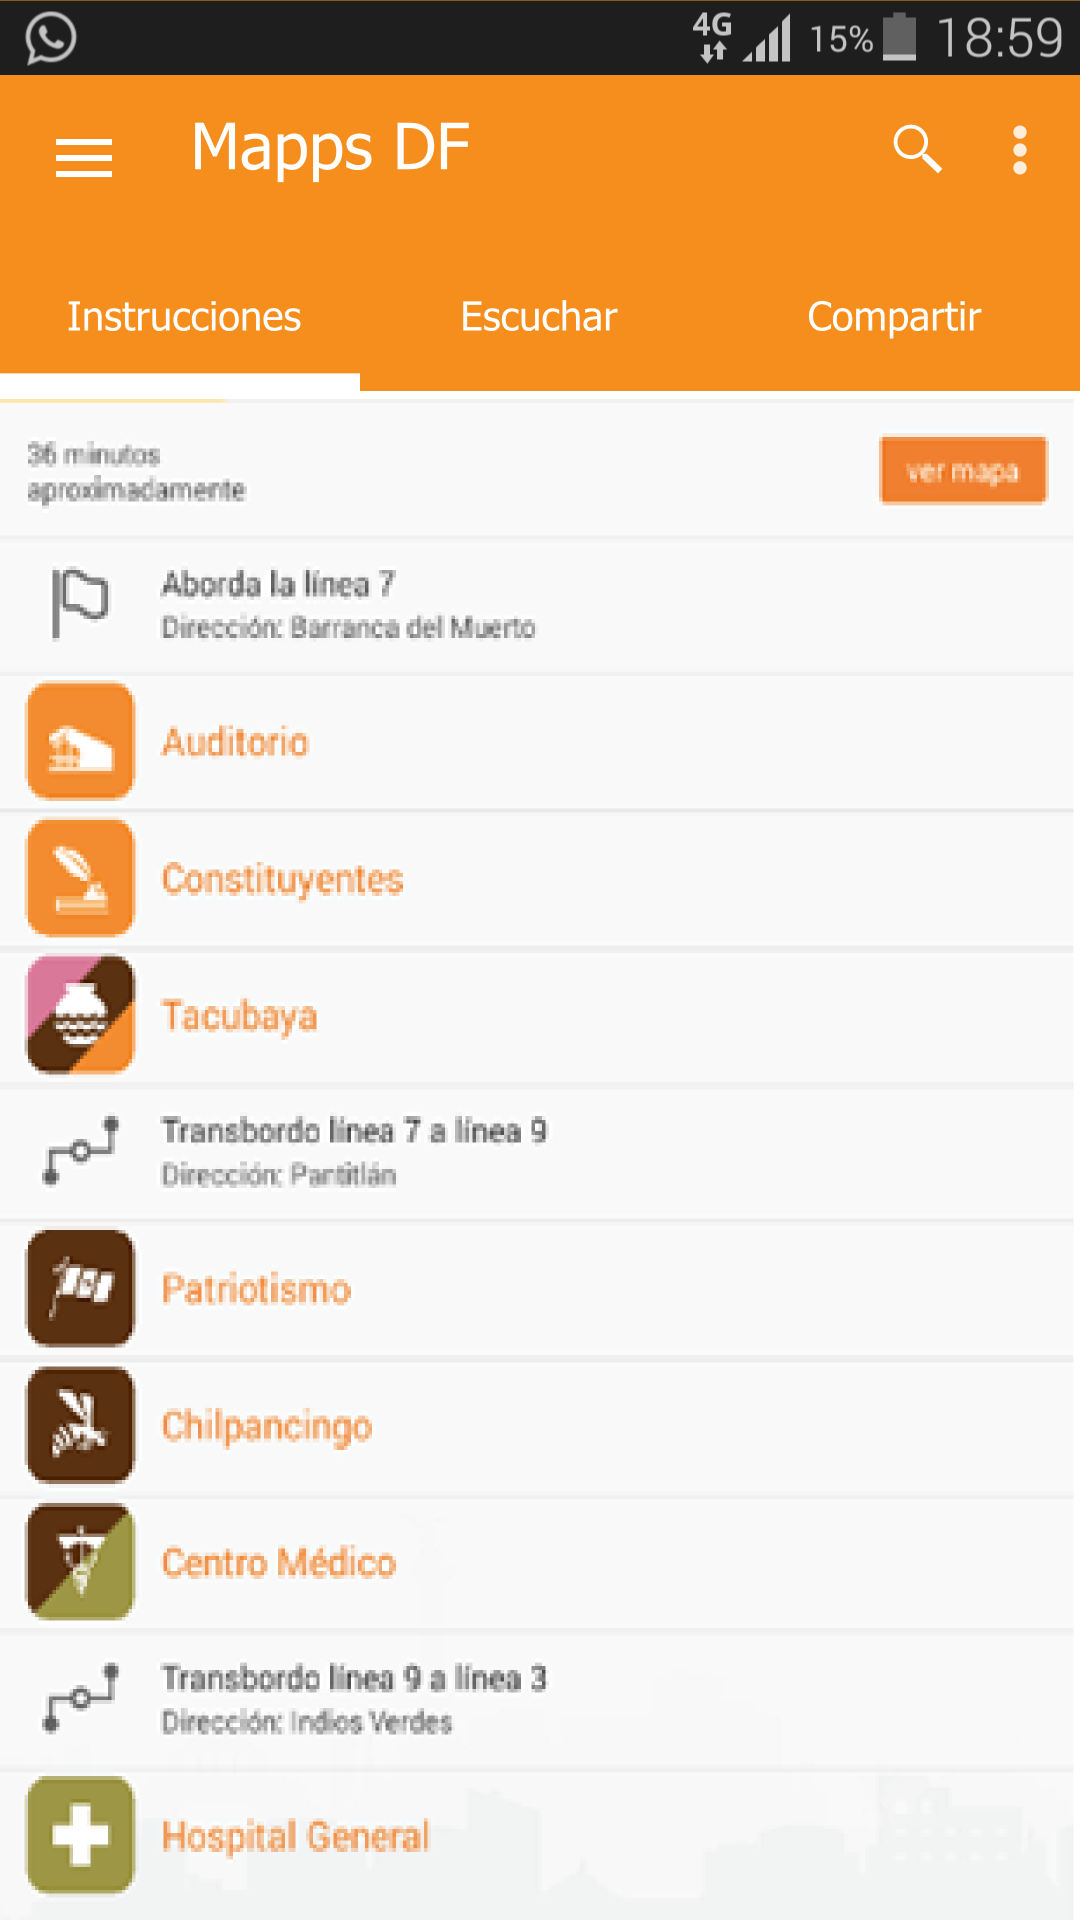 4G 15% 18:59
Mapps DF
Instrucciones Escuchar Compartir
36 minutos
aproximadamente
ver mapa
Aborda la línea 7
Dirección: Barranca del Muerto
Auditorio
Constituyentes
Tacubaya
Transbordo línea 7 a línea 9
Dirección: Pantitlán
Patriotismo
Chilpancingo
Centro Médico
Transbordo línea 9 a línea 3
Dirección: Indios Verdes
Hospital General